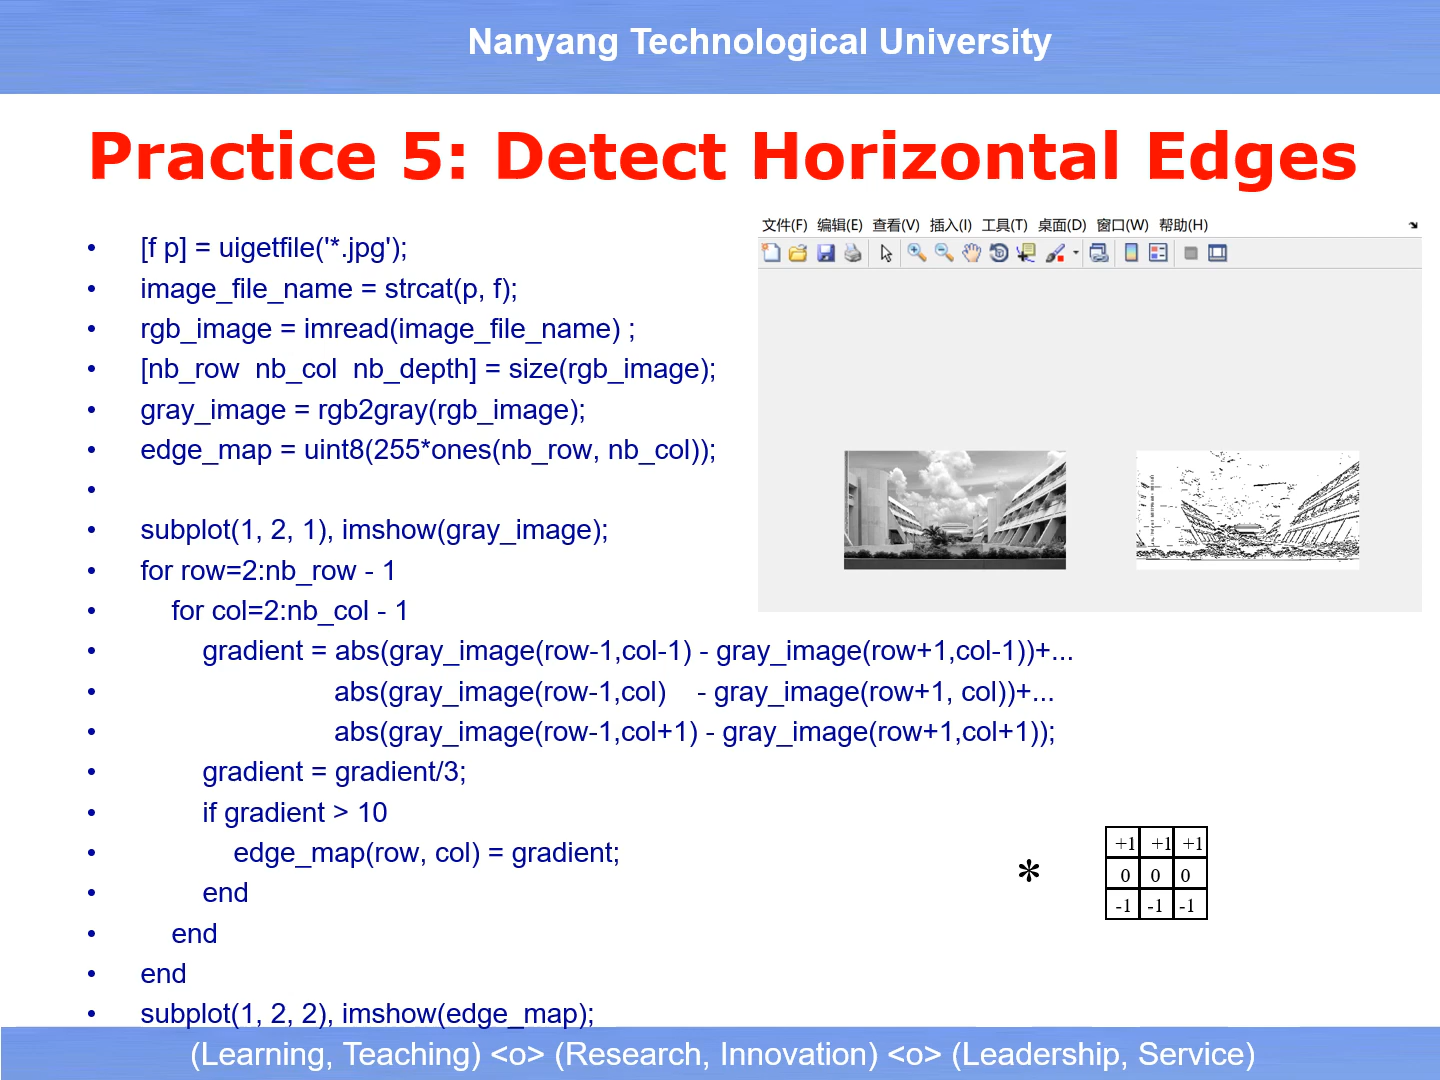 Nanyang Technological University
Practice 5: Detect Horizontal Edges
• [f p] = uigetfile('*.jpg');
• image_file_name = strcat(p, f);
• rgb_image = imread(image_file_name) ;
• [nb_row  nb_col  nb_depth] = size(rgb_image);
• gray_image = rgb2gray(rgb_image);
• edge_map = uint8(255*ones(nb_row, nb_col));
•
• subplot(1, 2, 1), imshow(gray_image);
• for row=2:nb_row - 1
• for col=2:nb_col - 1
• gradient = abs(gray_image(row-1,col-1) - gray_image(row+1,col-1))+...
• abs(gray_image(row-1,col)    - gray_image(row+1, col))+...
• abs(gray_image(row-1,col+1) - gray_image(row+1,col+1));
• gradient = gradient/3;
• if gradient > 10
• edge_map(row, col) = gradient;
• end
• end
• end
• subplot(1, 2, 2), imshow(edge_map);
文件(F) 编辑(E) 查看(V) 插入(I) 工具(T) 桌面(D) 窗口(W) 帮助(H)
*
+1 +1 +1
0 0 0
-1 -1 -1
(Learning, Teaching) <o> (Research, Innovation) <o> (Leadership, Service)